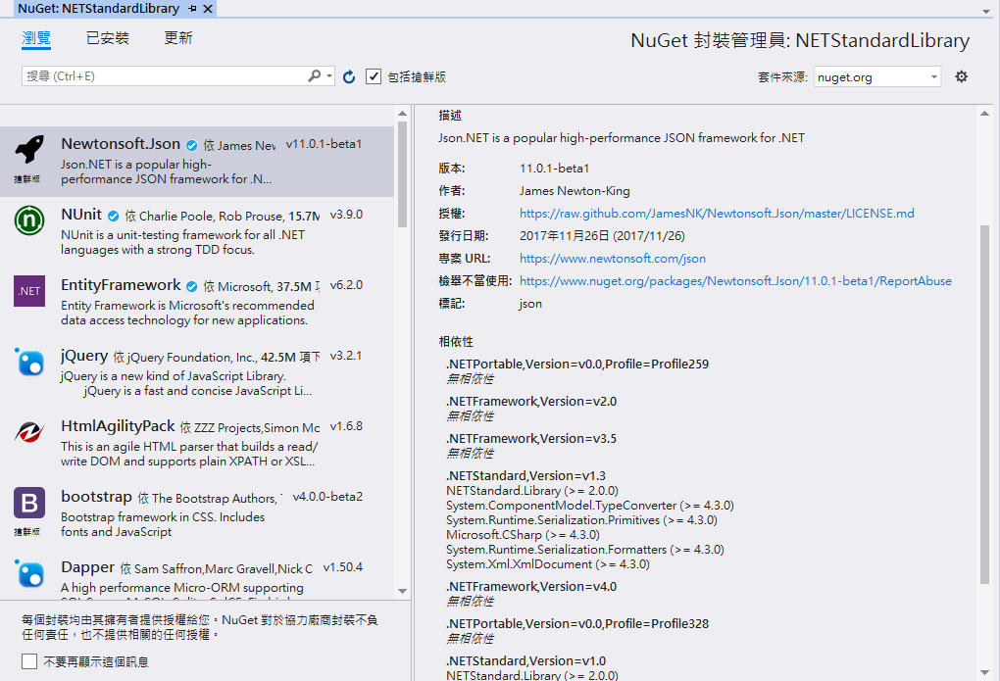 NuGet: NETStandardLibrary
瀏覽 已安裝 更新
NuGet 封裝管理員: NETStandardLibrary
搜尋 (Ctrl+E)
包括搶鮮版
套件來源: nuget.org
Newtonsoft.Json 依 James New v11.0.1-beta1
Json.NET is a popular high-
performance JSON framework for .N...
搶鮮版
NUnit 依 Charlie Poole, Rob Prouse, 15.7M v3.9.0
NUnit is a unit-testing framework for all .NET
languages with a strong TDD focus.
.NET
EntityFramework 依 Microsoft, 37.5M 項 v6.2.0
Entity Framework is Microsoft's recommended
data access technology for new applications.
jQuery 依 jQuery Foundation, Inc., 42.5M 項下 v3.2.1
jQuery is a new kind of JavaScript Library.
jQuery is a fast and concise JavaScript Li...
HtmlAgilityPack 依 ZZZ Projects,Simon Mc v1.6.8
This is an agile HTML parser that builds a read/
write DOM and supports plain XPATH or XSL...
B
bootstrap 依 The Bootstrap Authors, v4.0.0-beta2
Bootstrap framework in CSS. Includes
fonts and JavaScript
搶鮮版
Dapper 依 Sam Saffron,Marc Gravell,Nick C v1.50.4
A high performance Micro-ORM supporting
每個封裝均由其擁有者提供授權給您。NuGet 對於協力廠商封裝不負
任何責任，也不提供相關的任何授權。
不要再顯示這個訊息
描述
Json.NET is a popular high-performance JSON framework for .NET
版本: 11.0.1-beta1
作者: James Newton-King
授權: https://raw.github.com/JamesNK/Newtonsoft.Json/master/LICENSE.md
發行日期: 2017年11月26日 (2017/11/26)
專案 URL: https://www.newtonsoft.com/json
檢舉不當使用: https://www.nuget.org/packages/Newtonsoft.Json/11.0.1-beta1/ReportAbuse
標記: json
相依性
.NETPortable,Version=v0.0,Profile=Profile259
無相依性
.NETFramework,Version=v2.0
無相依性
.NETFramework,Version=v3.5
無相依性
.NETStandard,Version=v1.3
NETStandard.Library (>= 2.0.0)
System.ComponentModel.TypeConverter (>= 4.3.0)
System.Runtime.Serialization.Primitives (>= 4.3.0)
Microsoft.CSharp (>= 4.3.0)
System.Runtime.Serialization.Formatters (>= 4.3.0)
System.Xml.XmlDocument (>= 4.3.0)
.NETFramework,Version=v4.0
無相依性
.NETPortable,Version=v0.0,Profile=Profile328
無相依性
.NETStandard,Version=v1.0
NETStandard.Library (>= 2.0.0)